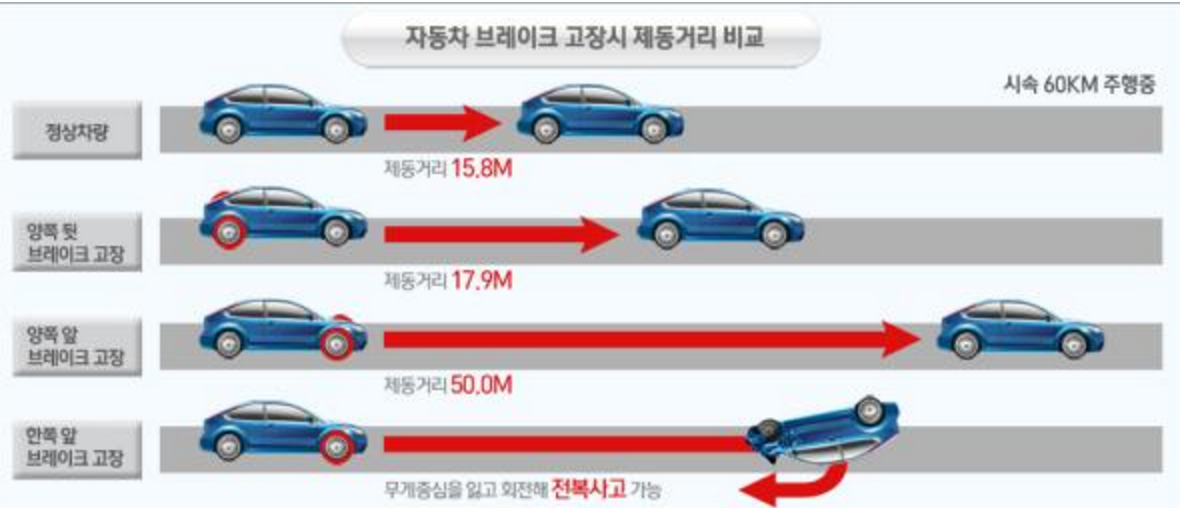 자동차 브레이크 고장시 제동거리 비교
시속 60KM 주행중
정상차량
제동거리 15.8M
양쪽 뒷
브레이크 고장
제동거리 17.9M
양쪽 앞
브레이크 고장
제동거리 50.0M
한쪽 앞
브레이크 고장
무게중심을 잃고 회전해 전복사고 가능